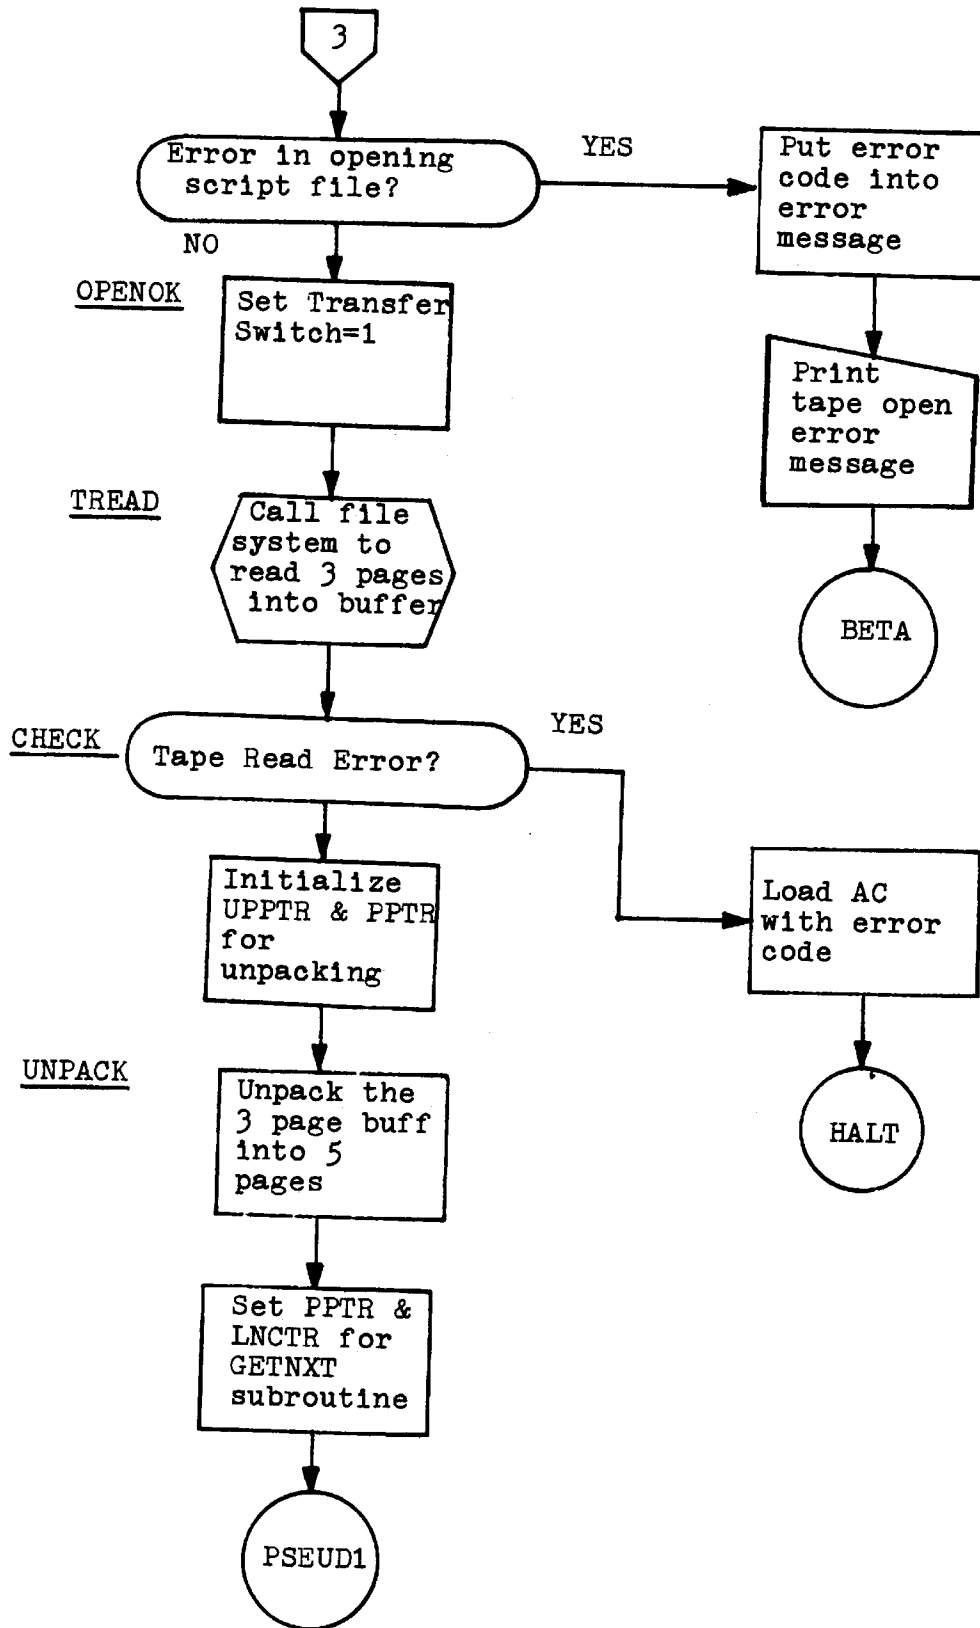 3
Error in opening
script file?
YES
Put error
code into
error
message
NO
OPENOK
Set Transfer
Switch=1
Print
tape open
error
message
TREAD
Call file
system to
read 3 pages
into buffer
BETA
CHECK
Tape Read Error?
YES
Initialize
UPPTR & PPTR
for
unpacking
Load AC
with error
code
UNPACK
Unpack the
3 page buff
into 5
pages
HALT
Set PPTR &
LNCTR for
GETNXT
subroutine
PSEUD1